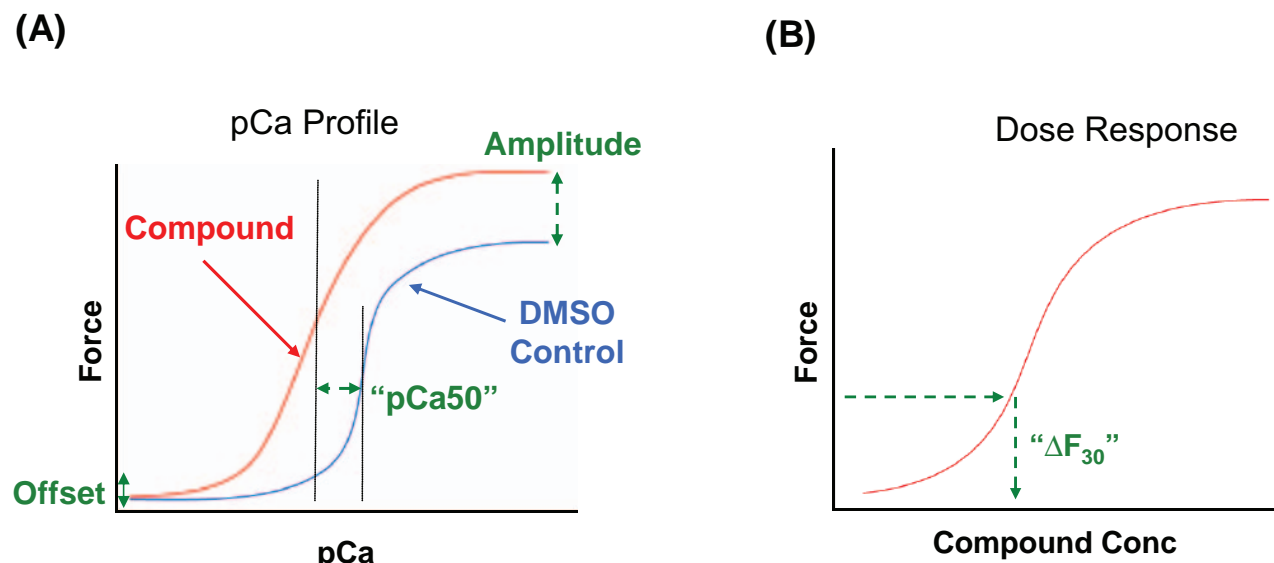 (A)
pCa Profile
Amplitude
Compound
DMSO
Control
Force
“pCa50”
Offset
pCa
(B)
Dose Response
Force
“ΔF30”
Compound Conc